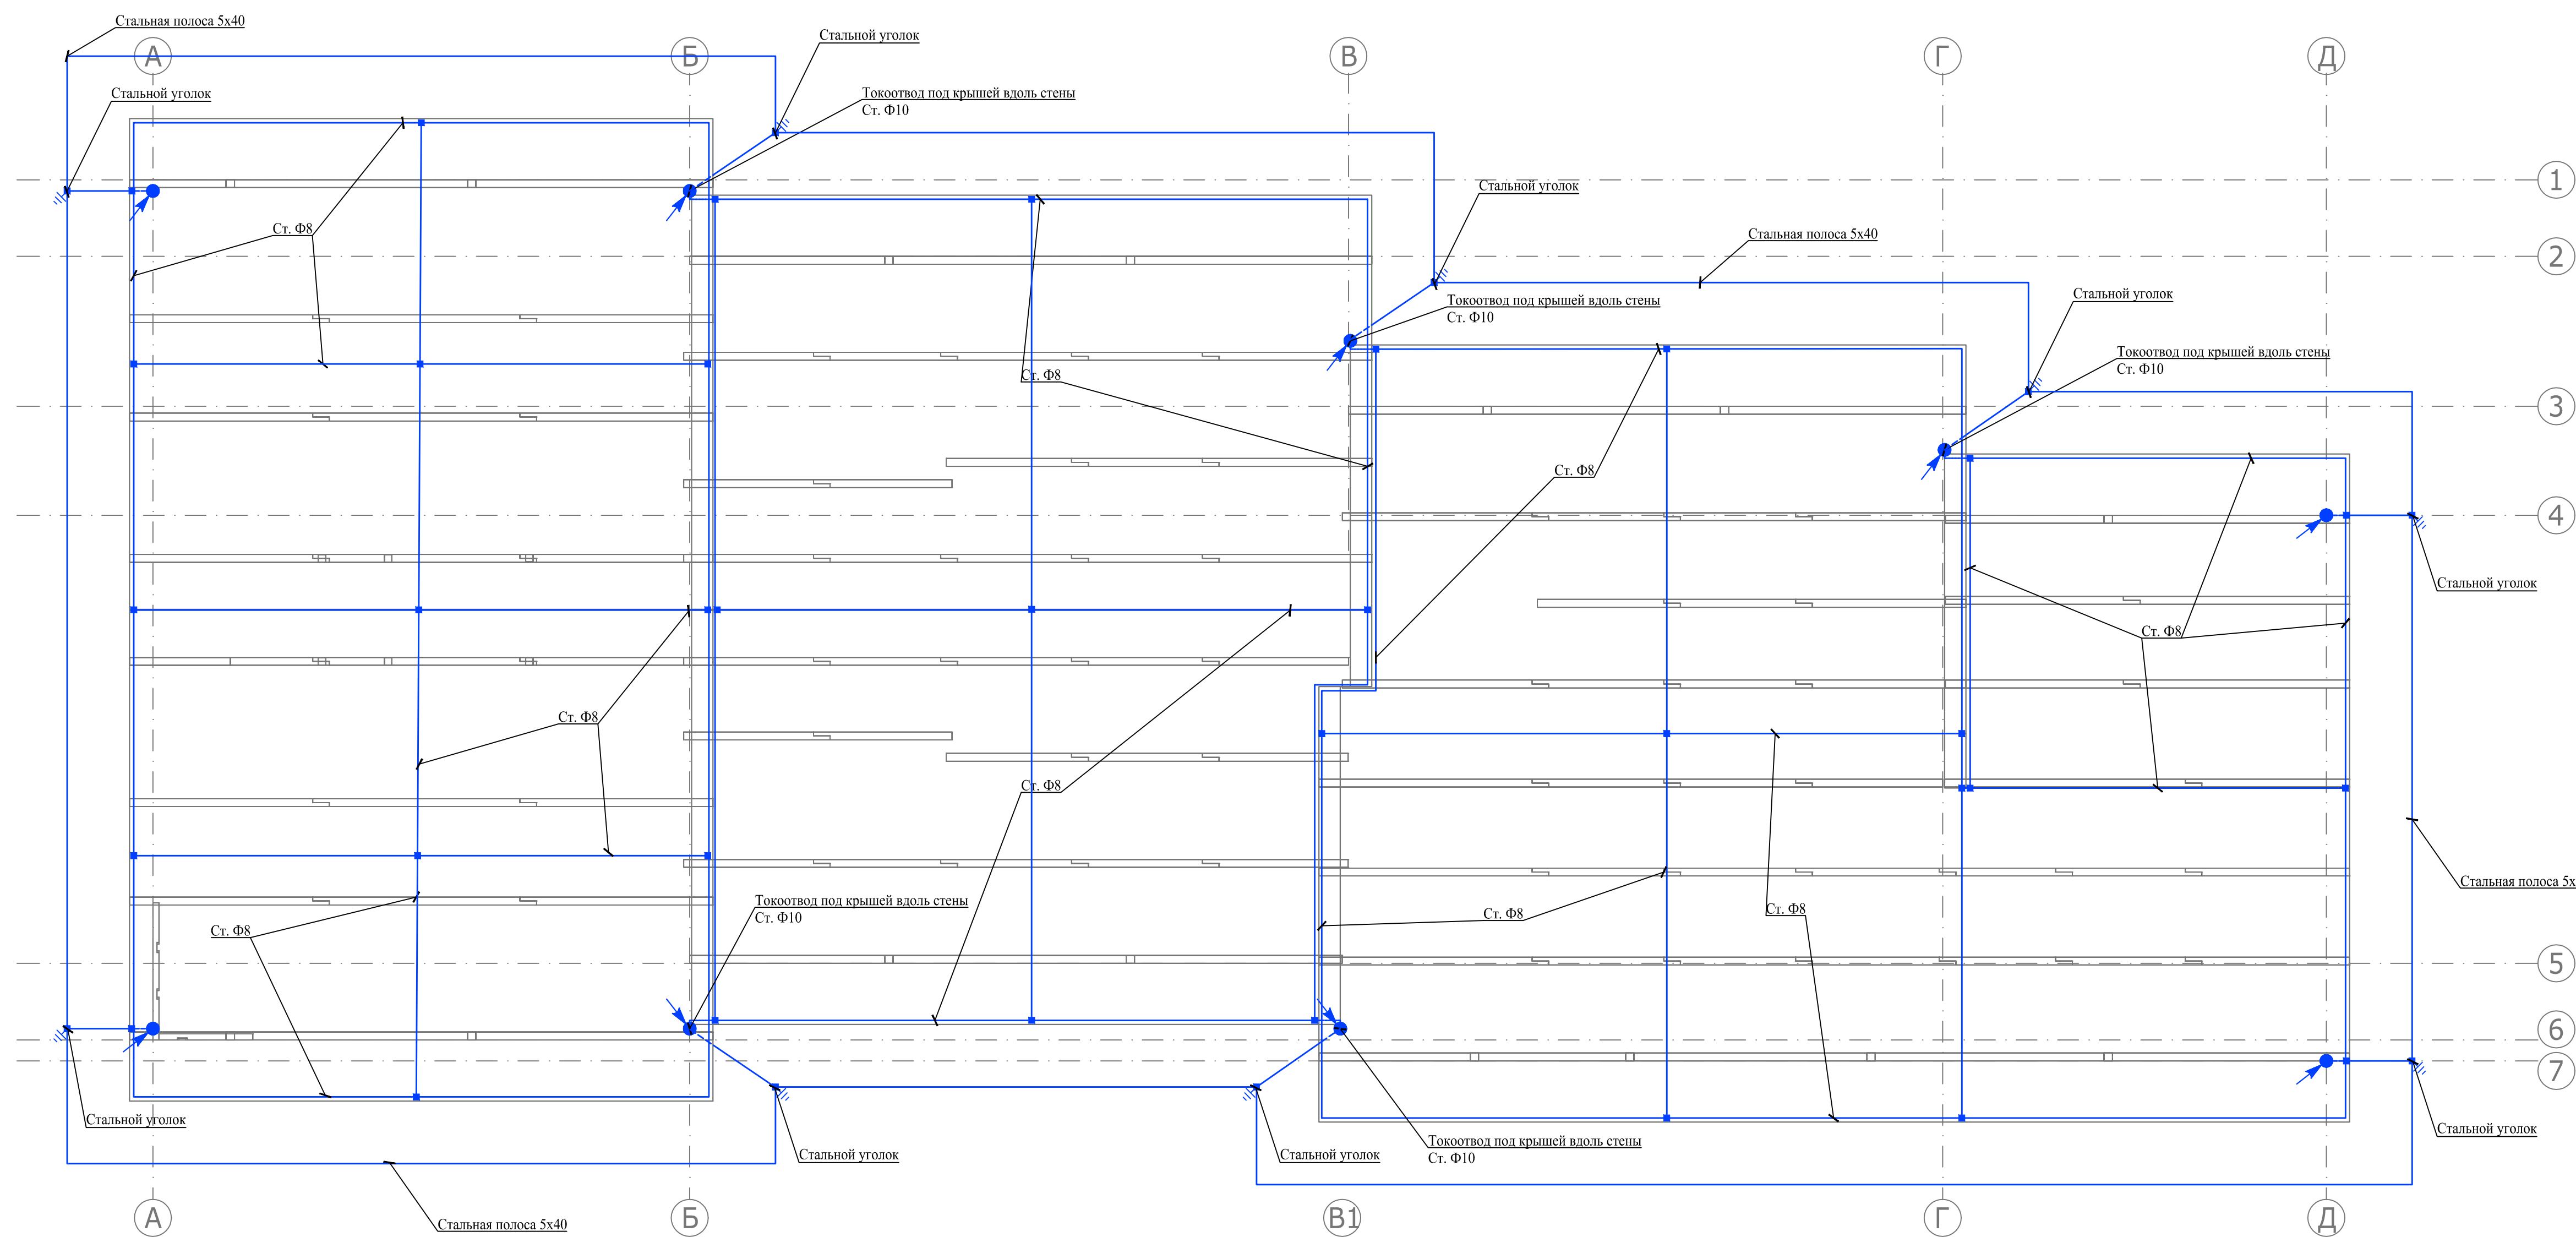 Стальная полоса 5х40
Стальной уголок
А
Б
В
Г
Д
Стальной уголок
Токоотвод под крышей вдоль стены
Ст. Ф10
1
Стальной уголок
Ст. Ф8
Стальная полоса 5х40
2
Токоотвод под крышей вдоль стены
Ст. Ф10
Стальной уголок
Токоотвод под крышей вдоль стены
Ст. Ф10
Ст. Ф8
3
Ст. Ф8
4
Стальной уголок
Ст. Ф8
Ст. Ф8
Ст. Ф8
Стальная полоса 5х
Токоотвод под крышей вдоль стены
Ст. Ф10
Ст. Ф8
Ст. Ф8
Ст. Ф8
5
6
7
Стальной уголок
Стальной уголок
Стальной уголок
Токоотвод под крышей вдоль стены
Ст. Ф10
Стальной уголок
Стальная полоса 5х40
А
Б
В1
Г
Д